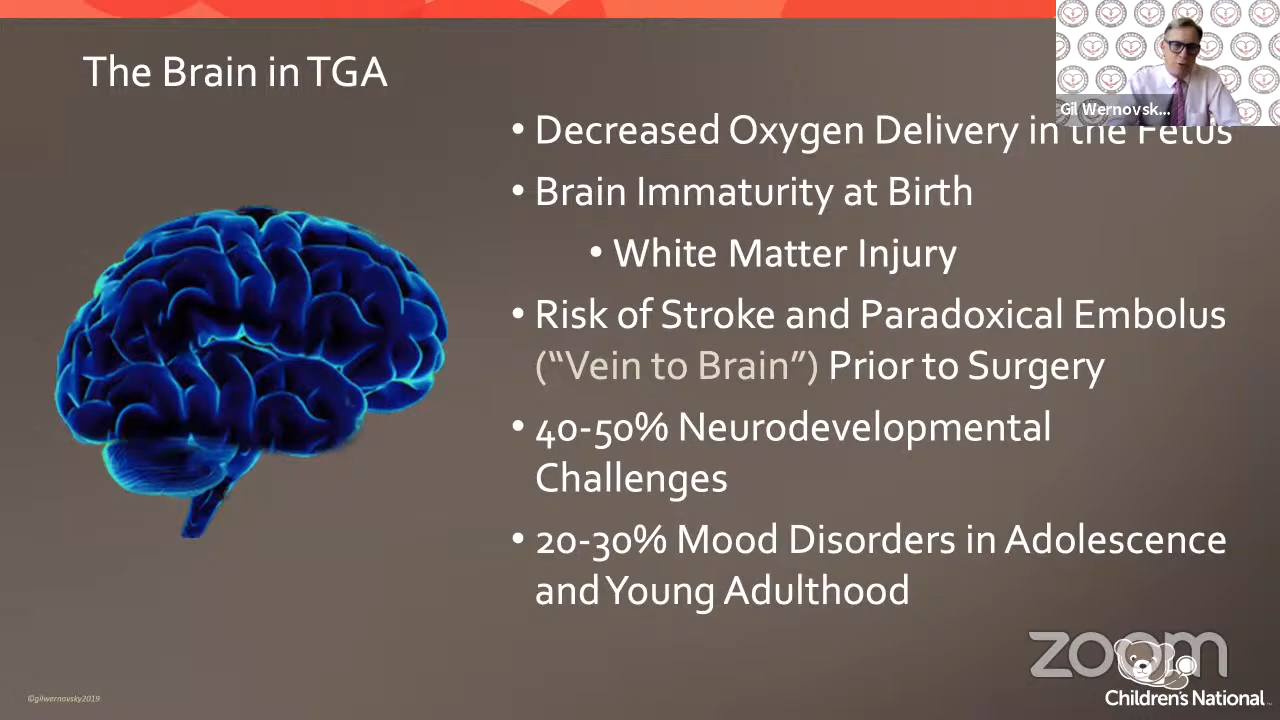 The Brain in TGA
Gil Wernovsk...
• Decreased Oxygen Delivery in the Fetus
• Brain Immaturity at Birth
• White Matter Injury
• Risk of Stroke and Paradoxical Embolus
("Vein to Brain") Prior to Surgery
• 40-50% Neurodevelopmental
Challenges
• 20-30% Mood Disorders in Adolescence
and Young Adulthood
zoom
Children's National
©gilwernovsky2019